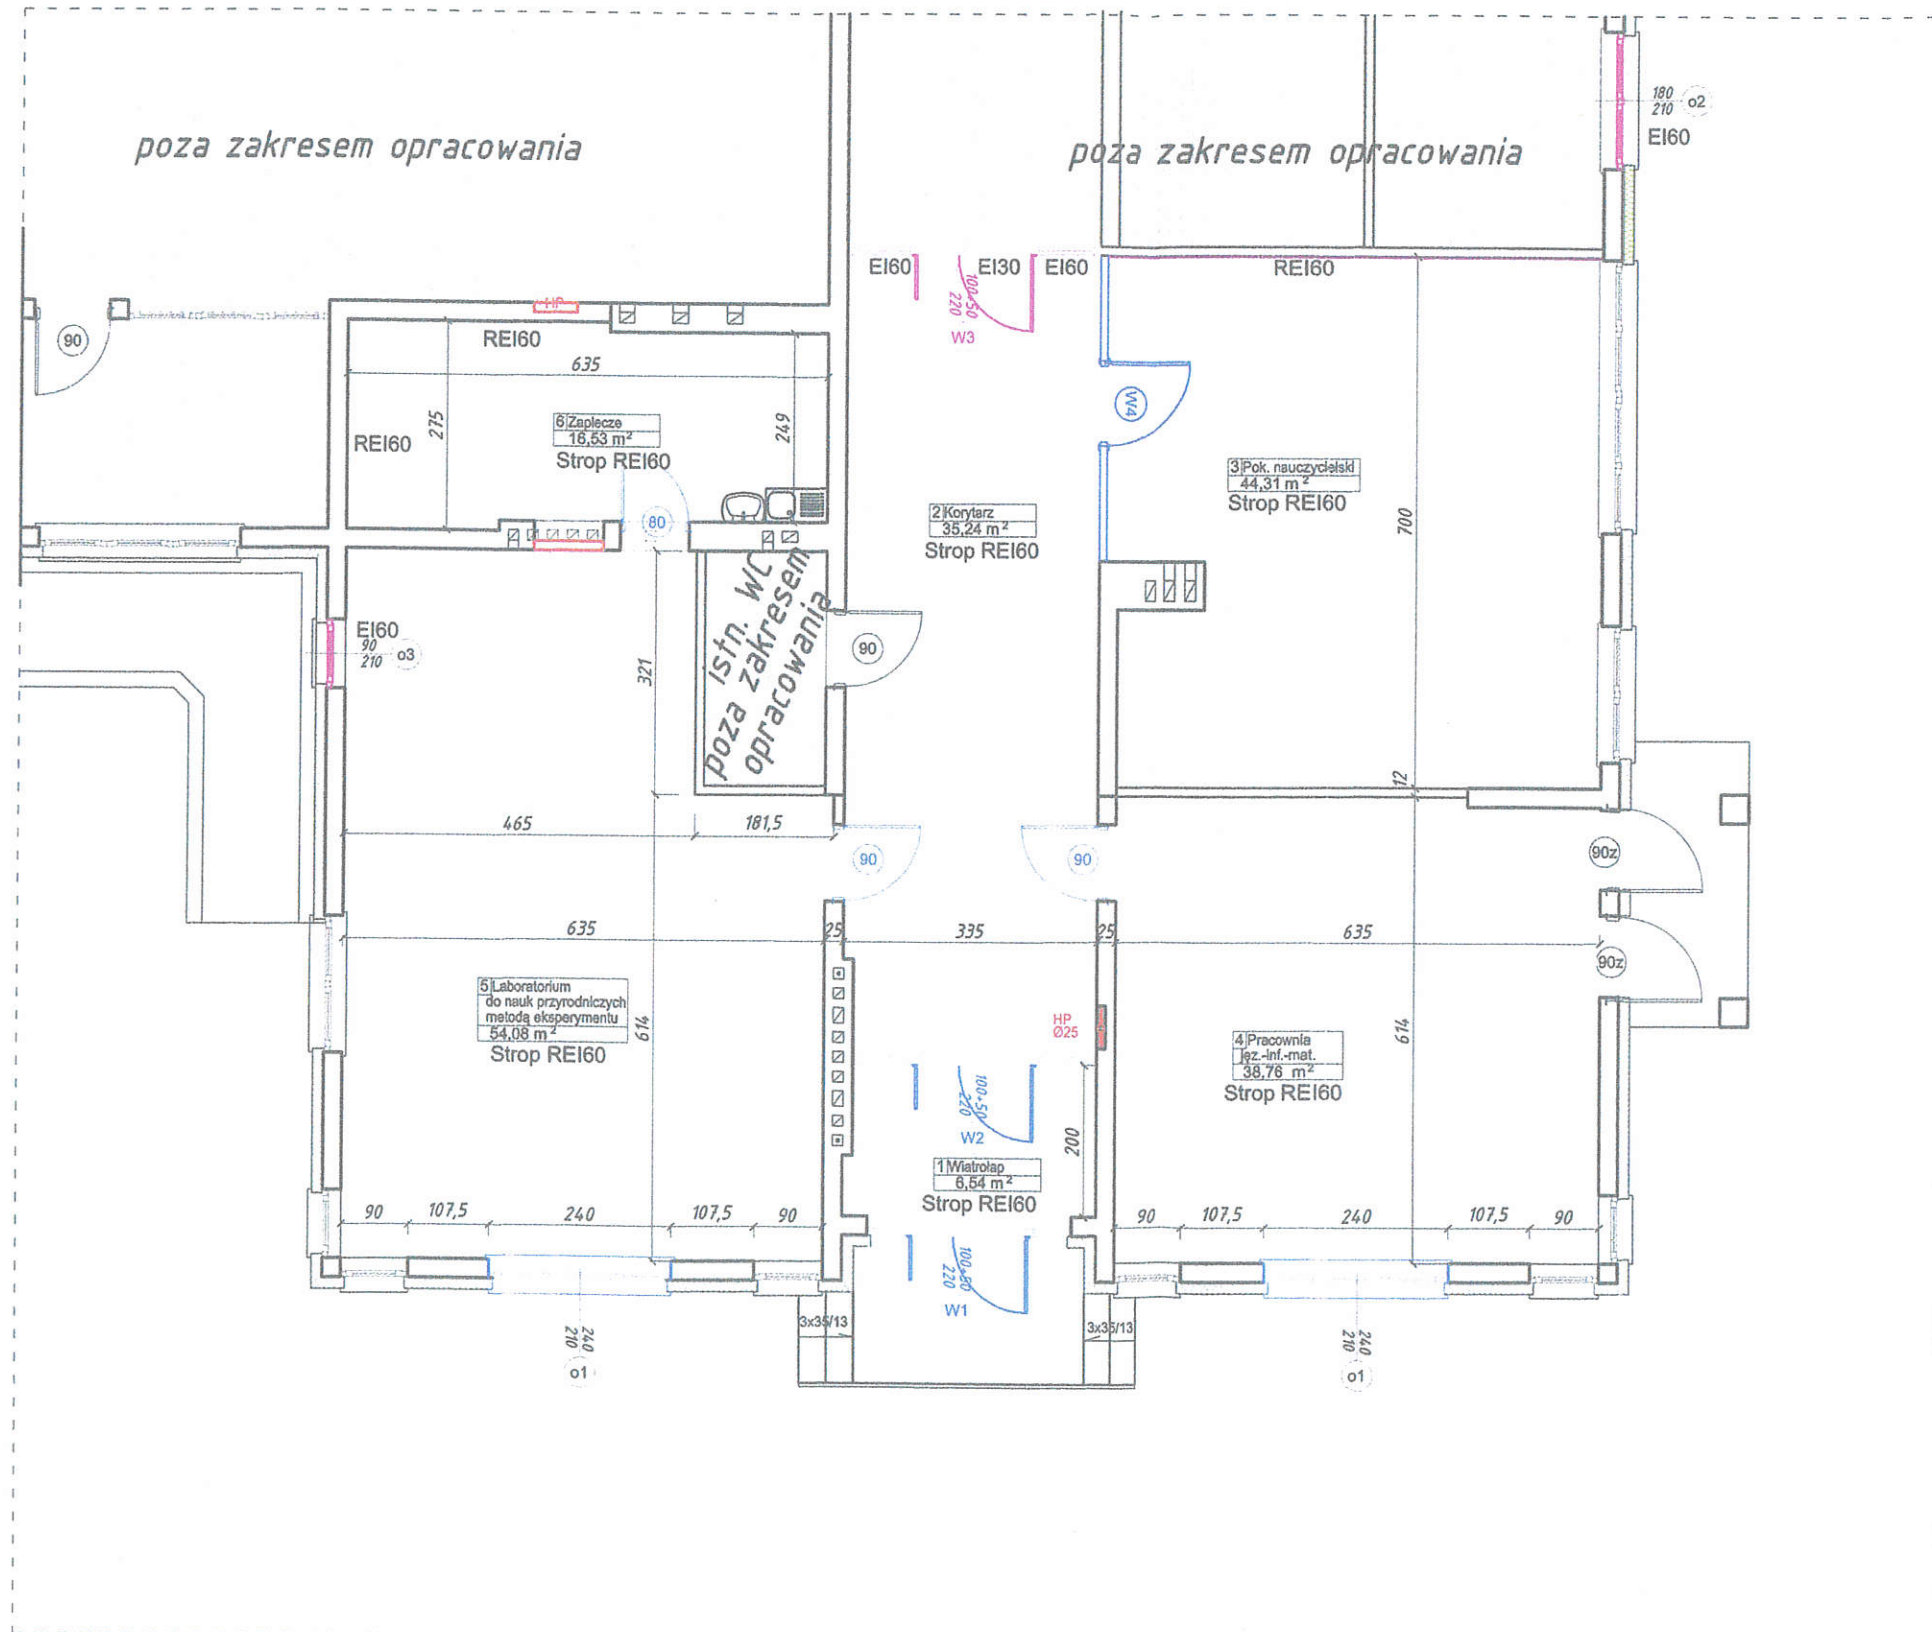 poza zakresem opracowania
poza zakresem opracowania
180
210
o2
EI60
EI60
EI30
EI60
REI60
100+50
220
W3
HP
90
REI60
635
275
249
REI60
6 Zaplecze
16,53 m²
Strop REI60
W4
3 Pok. nauczycielski
44,31 m²
Strop REI60
2 Korytarz
35,24 m²
Strop REI60
700
80
istn. WC
poza zakresem
opracowania
EI60
90
210
o3
321
90
12
465
181,5
90
90
90z
635
25
335
25
635
90z
5 Laboratorium
do nauk przyrodniczych
metodą eksperymentu
54,08 m²
Strop REI60
614
HP
Ø25
4 Pracownia
jęz.-inf.-mat.
38,76 m²
Strop REI60
614
100+50
220
W2
200
1 Wiatrołap
6,54 m²
Strop REI60
90
107,5
240
107,5
90
90
107,5
240
107,5
90
100+80
220
W1
3x35/13
3x35/13
240
210
o1
240
210
o1